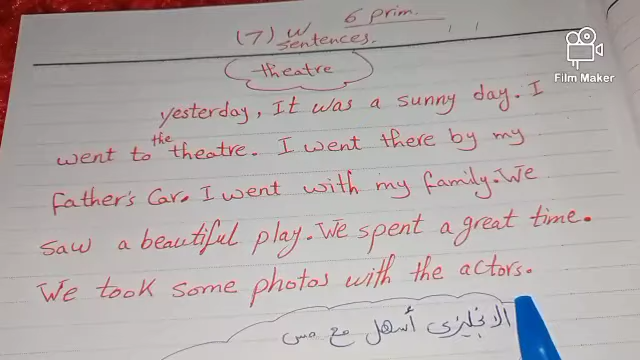 6 prim.
(7) w
sentences.
theatre
yesterday, It was a sunny day. I
went to the theatre. I went there by my
father's Car. I went with my family. We
saw a beautiful play. We spent a great time.
We took some photos with the actors.
الانجليزى أسهل مع مس
Film Maker